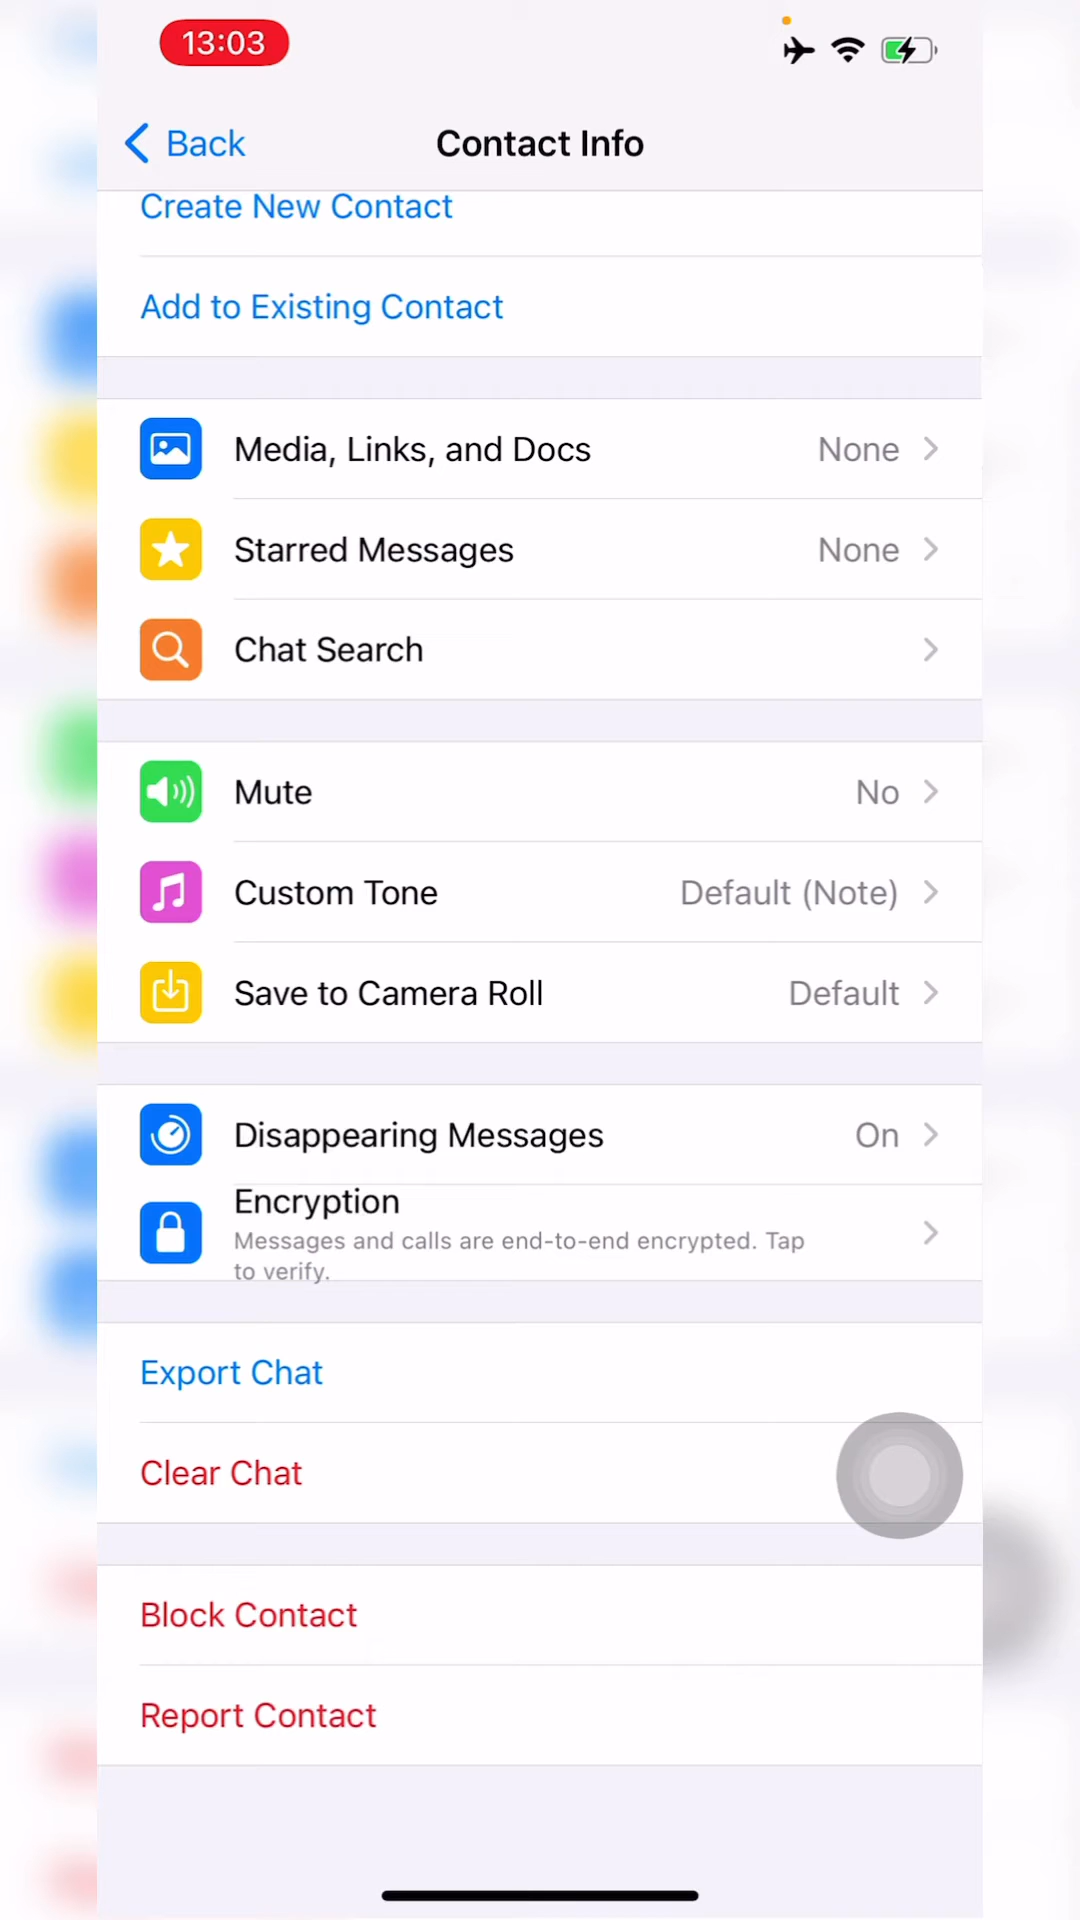 13:03
Back
Contact Info
Create New Contact
Add to Existing Contact
Media, Links, and Docs None
Starred Messages None
Chat Search
Mute No
Custom Tone Default (Note)
Save to Camera Roll Default
Disappearing Messages On
Encryption
Messages and calls are end-to-end encrypted. Tap
to verify.
Export Chat
Clear Chat
Block Contact
Report Contact